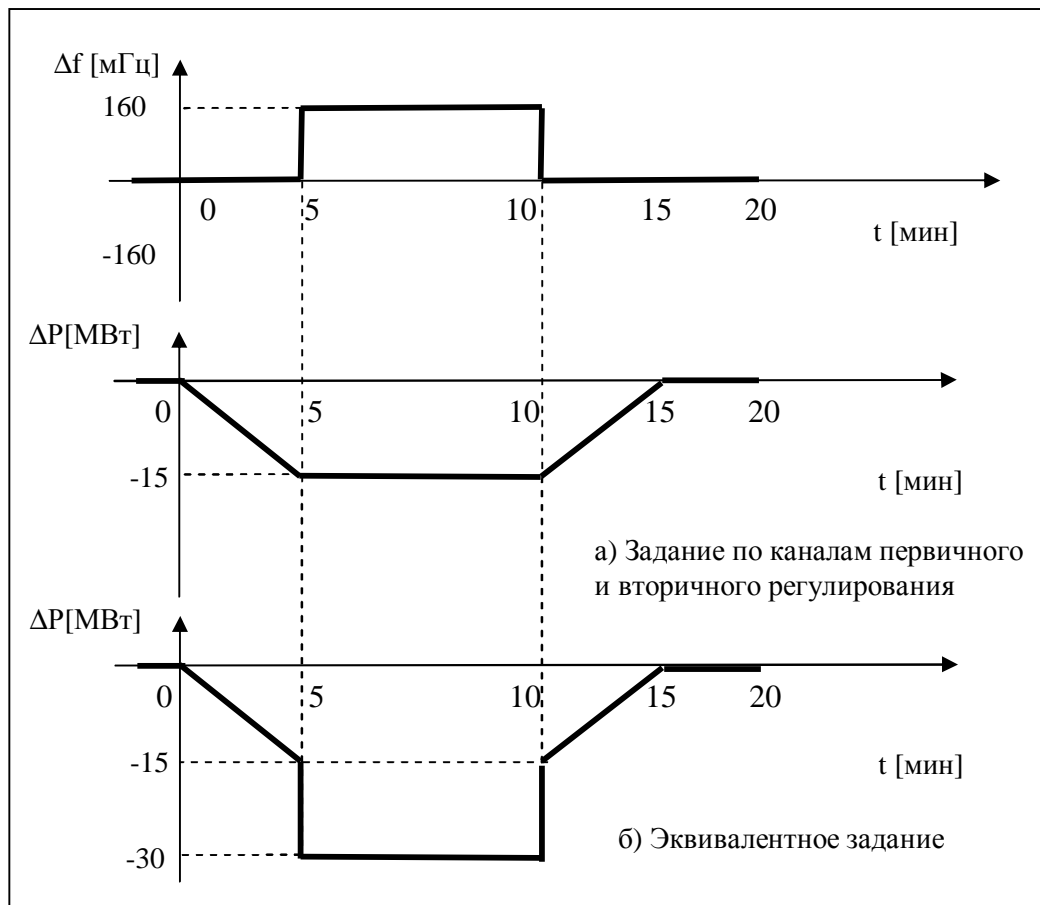 Δf [мГц]
160
0 5 10 15 20
t [мин]
-160
ΔP[МВт]
0 5 10 15 20
-15
t [мин]
а) Задание по каналам первичного
и вторичного регулирования
ΔP[МВт]
0 5 10 15 20
-15
t [мин]
-30
б) Эквивалентное задание